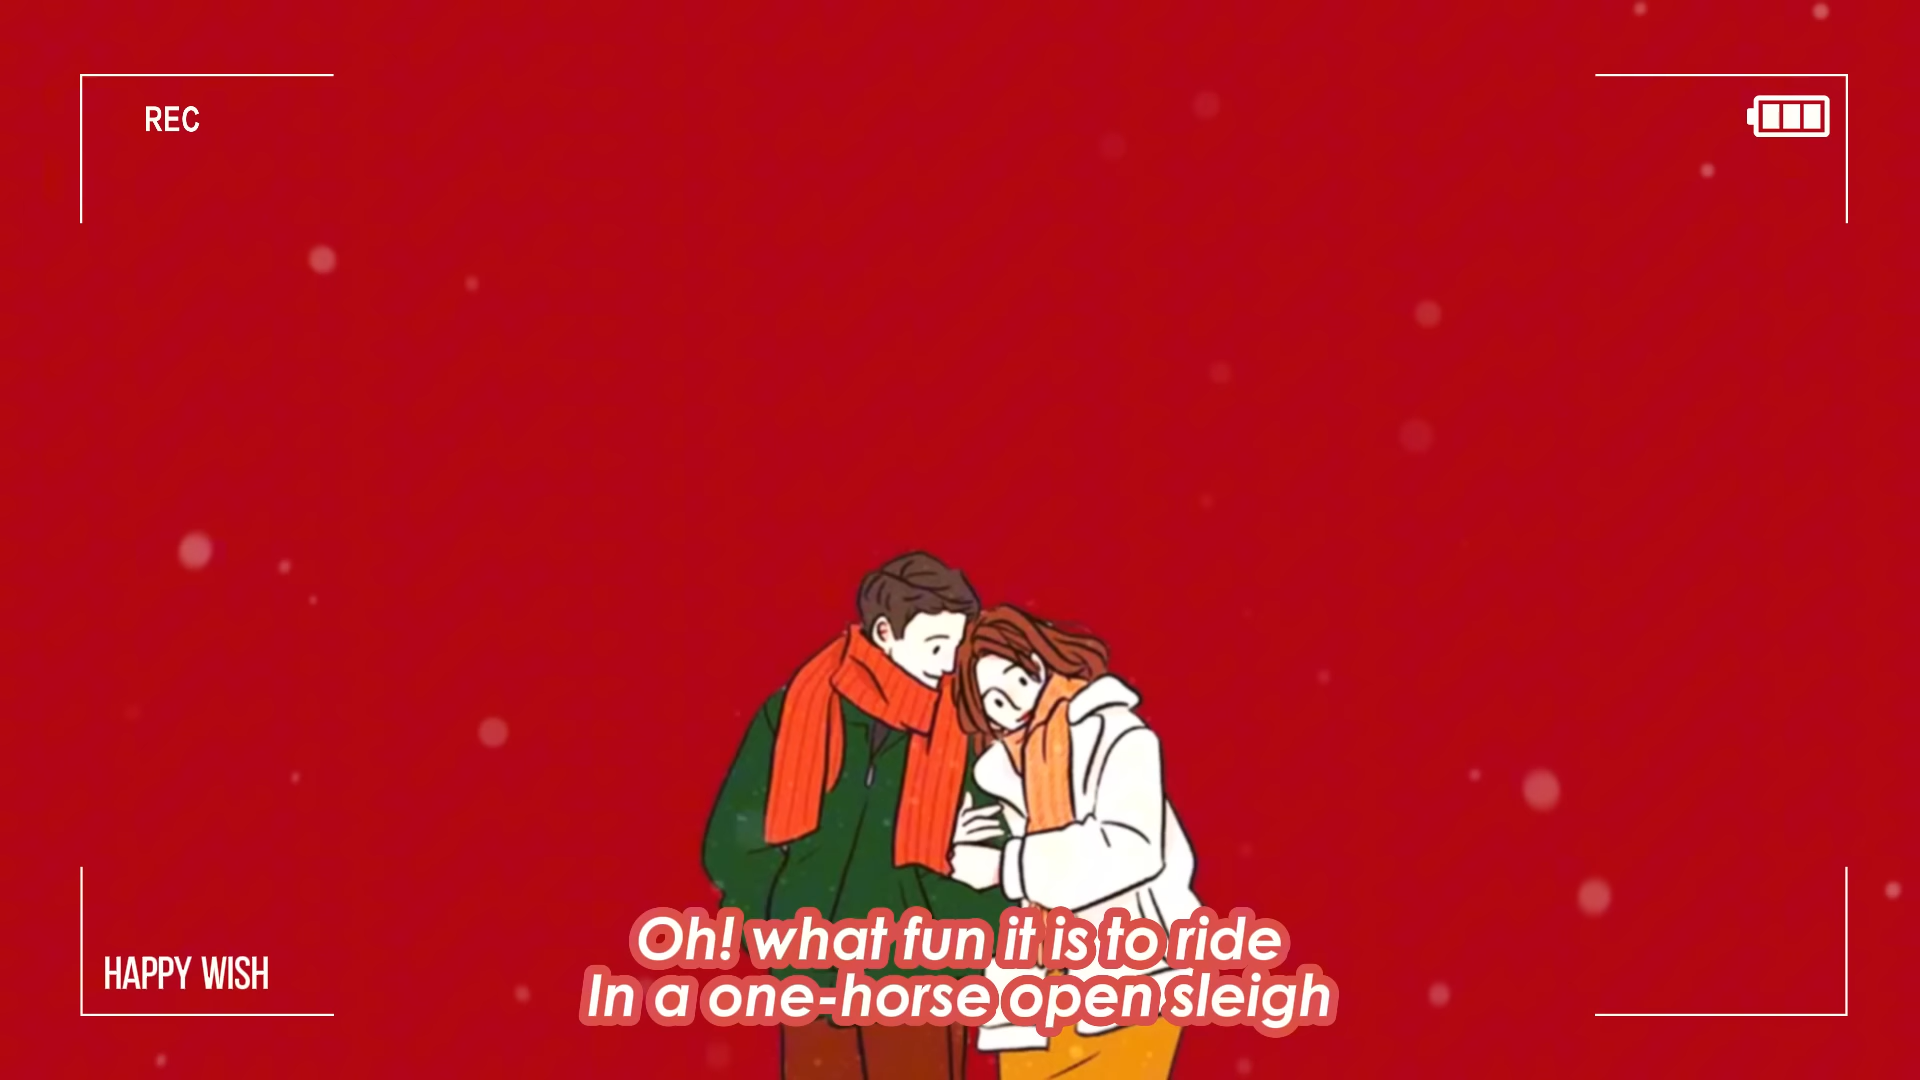 REC
Oh! what fun it is to ride
In a one-horse open sleigh
HAPPY WISH